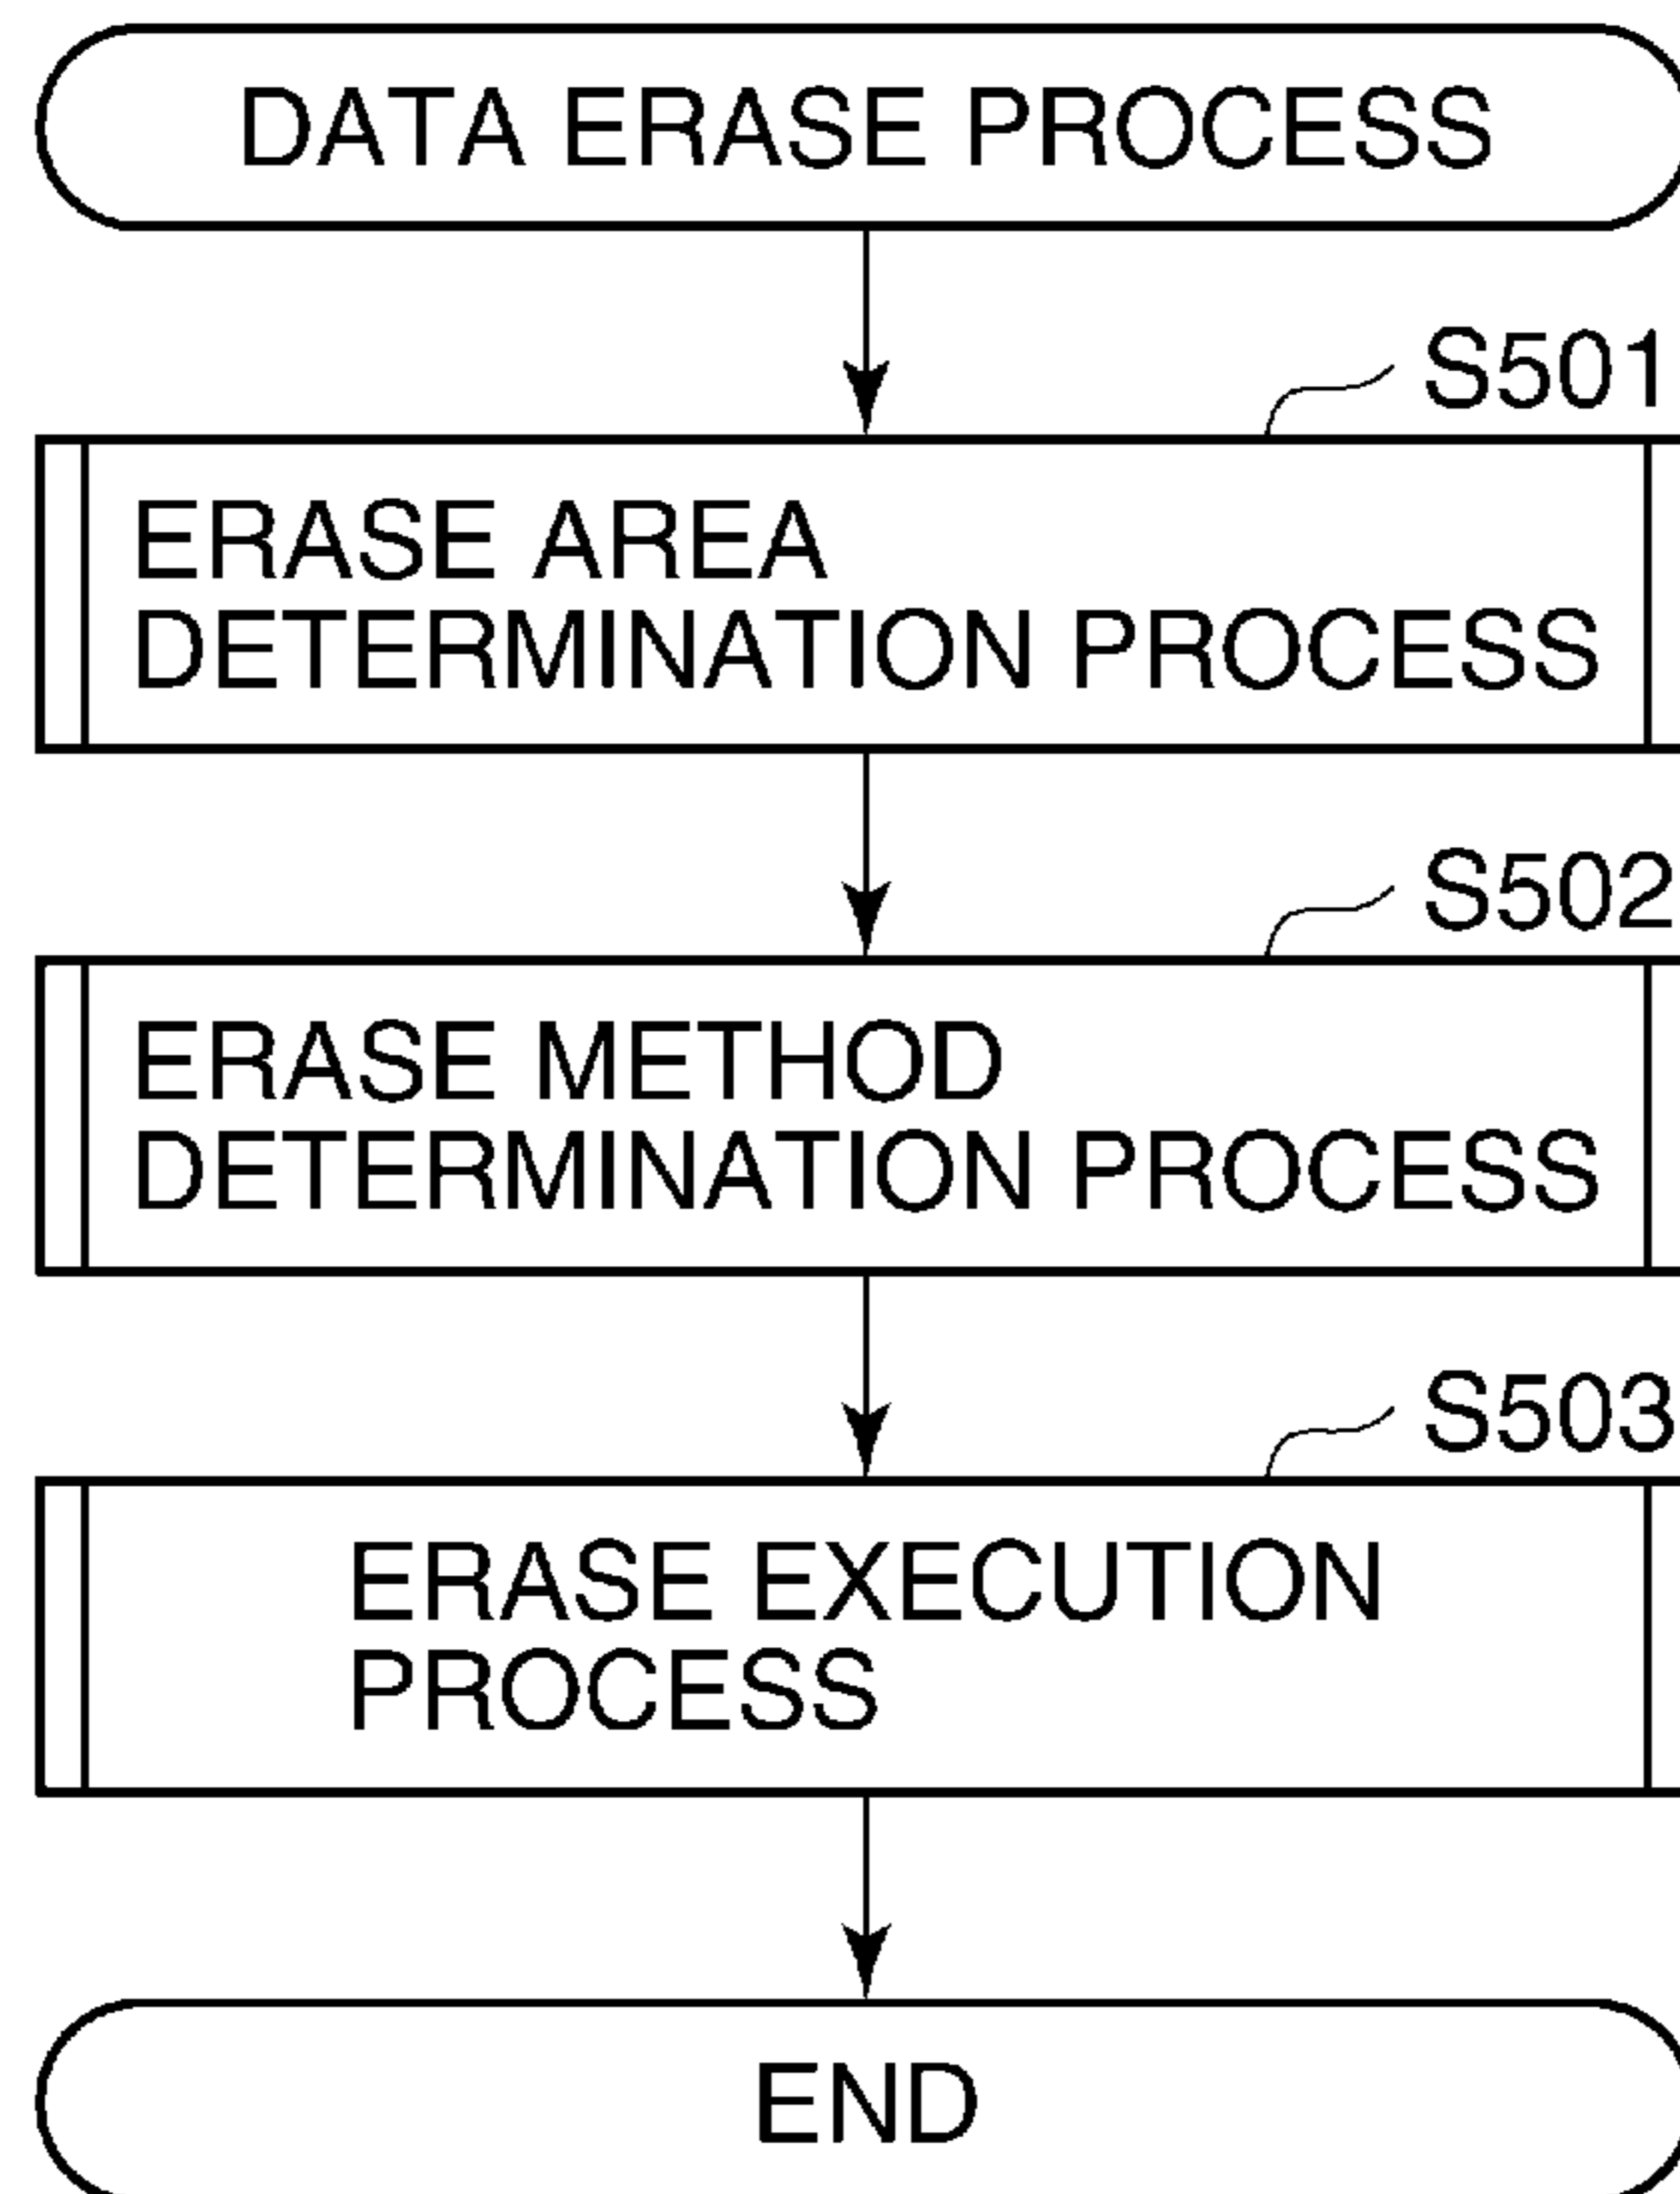 DATA ERASE PROCESS
S501
ERASE AREA
DETERMINATION PROCESS
S502
ERASE METHOD
DETERMINATION PROCESS
S503
ERASE EXECUTION
PROCESS
END